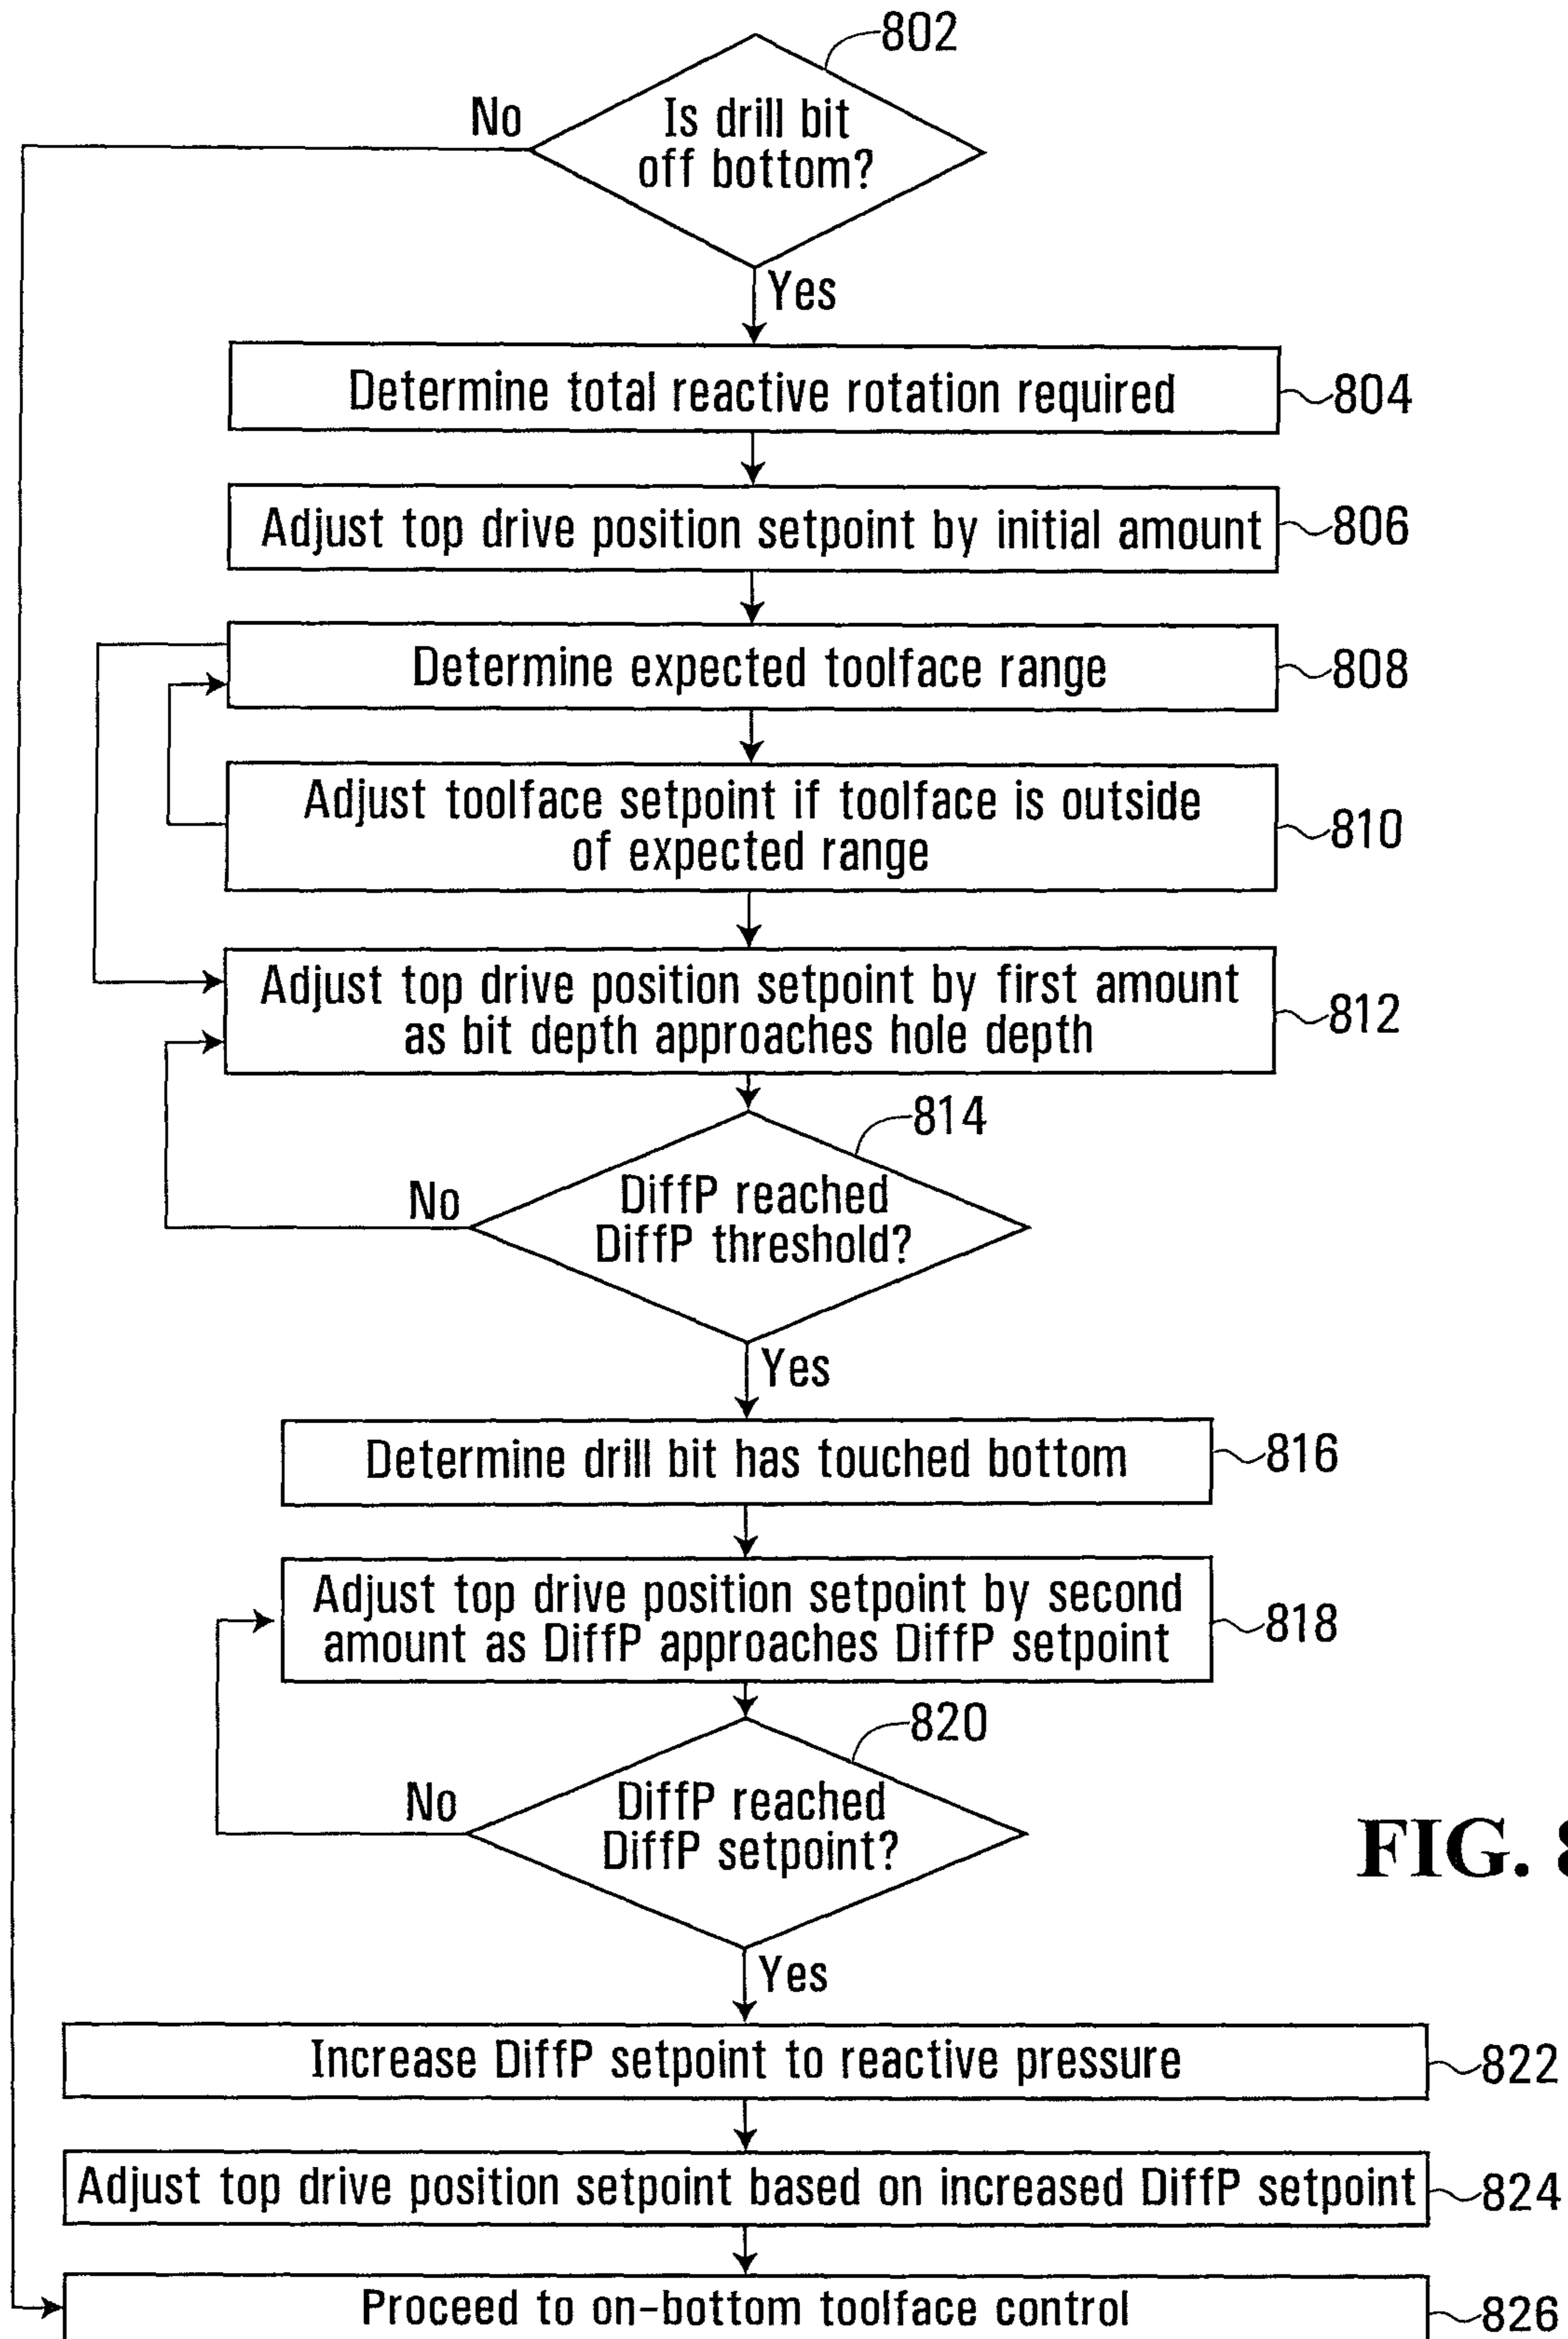 802
No
Is drill bit
off bottom?
Yes
Determine total reactive rotation required
804
Adjust top drive position setpoint by initial amount
806
Determine expected toolface range
808
Adjust toolface setpoint if toolface is outside
of expected range
810
Adjust top drive position setpoint by first amount
as bit depth approaches hole depth
812
814
No
DiffP reached
DiffP threshold?
Yes
Determine drill bit has touched bottom
816
Adjust top drive position setpoint by second
amount as DiffP approaches DiffP setpoint
818
820
No
DiffP reached
DiffP setpoint?
FIG. 8
Yes
Increase DiffP setpoint to reactive pressure
822
Adjust top drive position setpoint based on increased DiffP setpoint
824
Proceed to on-bottom toolface control
826